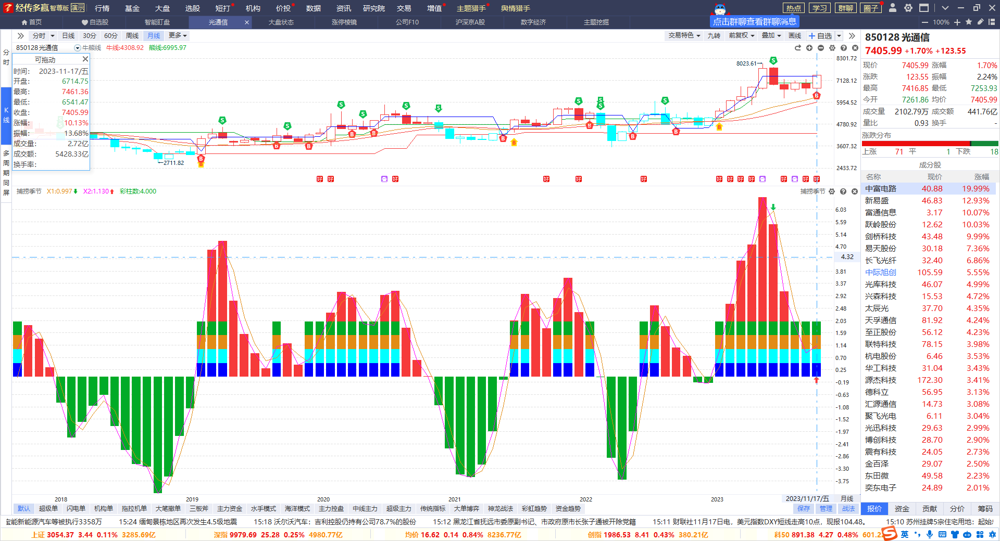 经传多赢 智尊版 演示 行情 基金 大盘 选股 短打 机构 价投 数据 资讯 研究院 交易 增值 主题猎手 舆情猎手 热点 学习 群聊 圈子
首页 自选股 智能盯盘 光通信 × 大盘状态 涨停棱镜 公司F10 沪深京A股 数字经济 主题挖掘 点击群聊查看群聊消息 100%
分时 日线 30分 60分 周线 月线 更多 交易特色 九转 前复权 叠加 画线 自选
850128 光通信 牛熊线 牛线:4308.92 熊线:6995.97
分时
K线
多周期同屏
可拖动
时间: 2023-11-17/五
开盘: 6714.75
最高: 7461.36
最低: 6541.47
收盘: 7405.99
涨幅: 10.13%
振幅: 13.68%
成交量: 2.72亿
成交额: 5428.33亿
换手率:
8023.61
2711.82
8301.72
7128.12
5954.52
4780.92
3607.32
2433.72
捕捞季节 X1:0.997 X2:1.130 彩柱数:4.000
捕捞季节
6.03
5.59
5.14
4.70
4.32
3.81
3.37
2.92
2.48
2.03
1.59
1.14
0.70
0.25
-0.19
-0.63
-1.08
-1.52
-1.97
-2.41
-2.86
-3.30
-3.75
2018 2019 2020 2021 2022 2023 2023/11/17/五 月线
默认 超级单 闪电单 机构单 拖拉机单 大笔撤单 三板斧 主力资金 水手模式 海洋模式 主力控盘 中线主力 超级主力 传统指标 大单博弈 神龙战法 彩虹趋势 资金趋势 保存 管理 战法
850128 光通信
7405.99 +1.70% +123.55
现价 7405.99 涨幅 1.70%
涨跌 123.55 振幅 2.24%
最高 7416.85 最低 7253.93
今开 7261.86 均价 7405.99
成交量 2102.79万 成交额 441.76亿
量比 0.93 换手 -
涨跌分布
上涨 71 平 1 下跌 18
成分股
名称 现价 涨幅
中富电路 40.88 19.99%
新易盛 46.83 12.93%
富通信息 3.17 10.07%
跃岭股份 12.62 10.03%
剑桥科技 43.48 9.99%
易天股份 30.18 7.36%
长飞光纤 32.40 6.86%
中际旭创 105.59 5.55%
光库科技 46.07 4.99%
兴森科技 15.53 4.72%
太辰光 37.70 4.35%
天孚通信 81.92 4.24%
至正股份 56.12 4.23%
联特科技 78.15 3.98%
杭电股份 6.46 3.53%
华工科技 31.04 3.43%
源杰科技 172.30 3.41%
德科立 56.95 3.13%
汇源通信 14.73 3.08%
聚飞光电 6.11 3.04%
光迅科技 29.63 2.99%
博创科技 28.70 2.90%
震有科技 24.05 2.73%
金百泽 29.07 2.50%
东田微 49.58 2.23%
奕东电子 24.89 2.01%
报价 资金 贡献 分价 筹码
宝能新能源汽车等被执行3358万 15:24 缅甸景栋地区再次发生4.5级地震 15:18 沃尔沃汽车：吉利控股仍持有公司78.7%的股份 15:12 黑龙江省抚远市委原副书记、市政府原市长张子通被开除党籍 15:11 财联社11月17日电，美元指数DXY短线走高10点，现报104.48。 15:10 苏州挂牌5宗住宅用地：起始
上证 3054.37 3.44 0.11% 3285.69亿 深指 9979.69 25.28 0.25% 4980.77亿 均价 16.62 0.14 0.84% 8236.77亿 创指 1986.53 8.41 0.43% 380.21亿 科50 891.38 4.27 0.48% 601.2 英